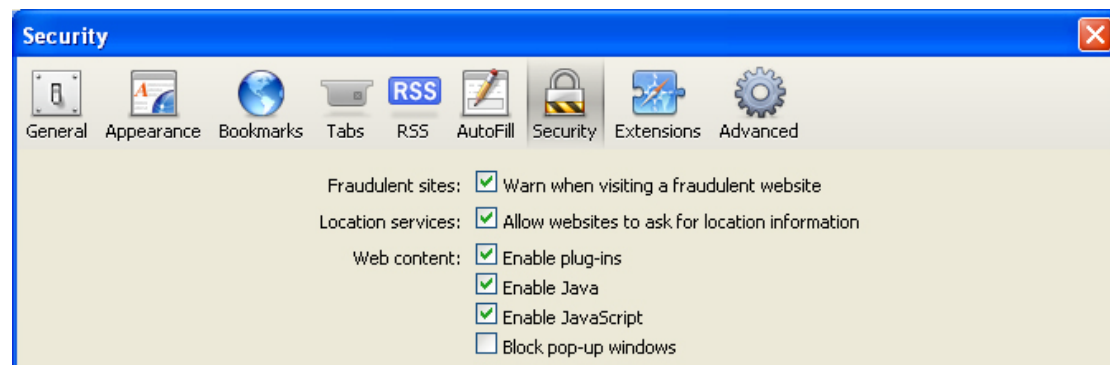 Security
RSS
General Appearance Bookmarks Tabs RSS AutoFill Security Extensions Advanced
Fraudulent sites: Warn when visiting a fraudulent website
Location services: Allow websites to ask for location information
Web content: Enable plug-ins
Enable Java
Enable JavaScript
Block pop-up windows